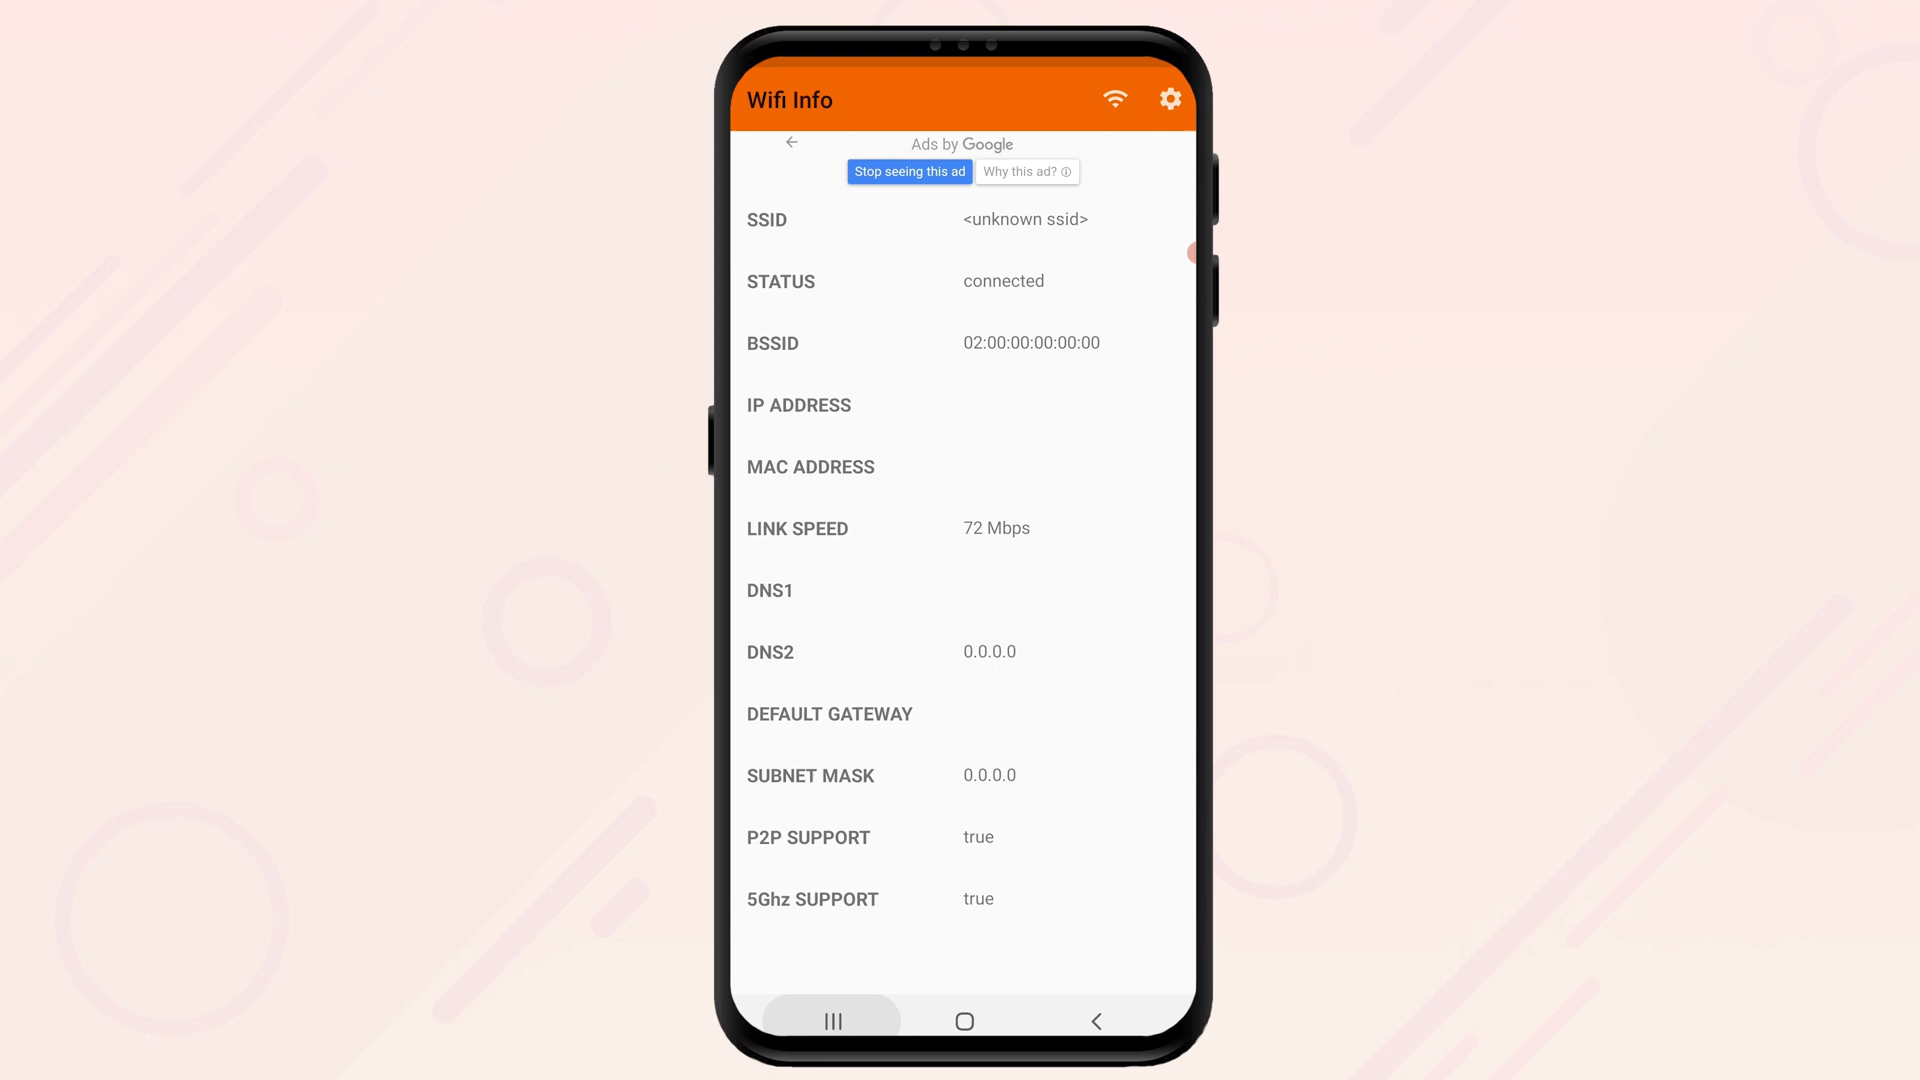 Wifi Info
Ads by Google
Stop seeing this ad
Why this ad?
SSID <unknown ssid>
STATUS connected
BSSID 02:00:00:00:00:00
IP ADDRESS
MAC ADDRESS
LINK SPEED 72 Mbps
DNS1
DNS2 0.0.0.0
DEFAULT GATEWAY
SUBNET MASK 0.0.0.0
P2P SUPPORT true
5Ghz SUPPORT true